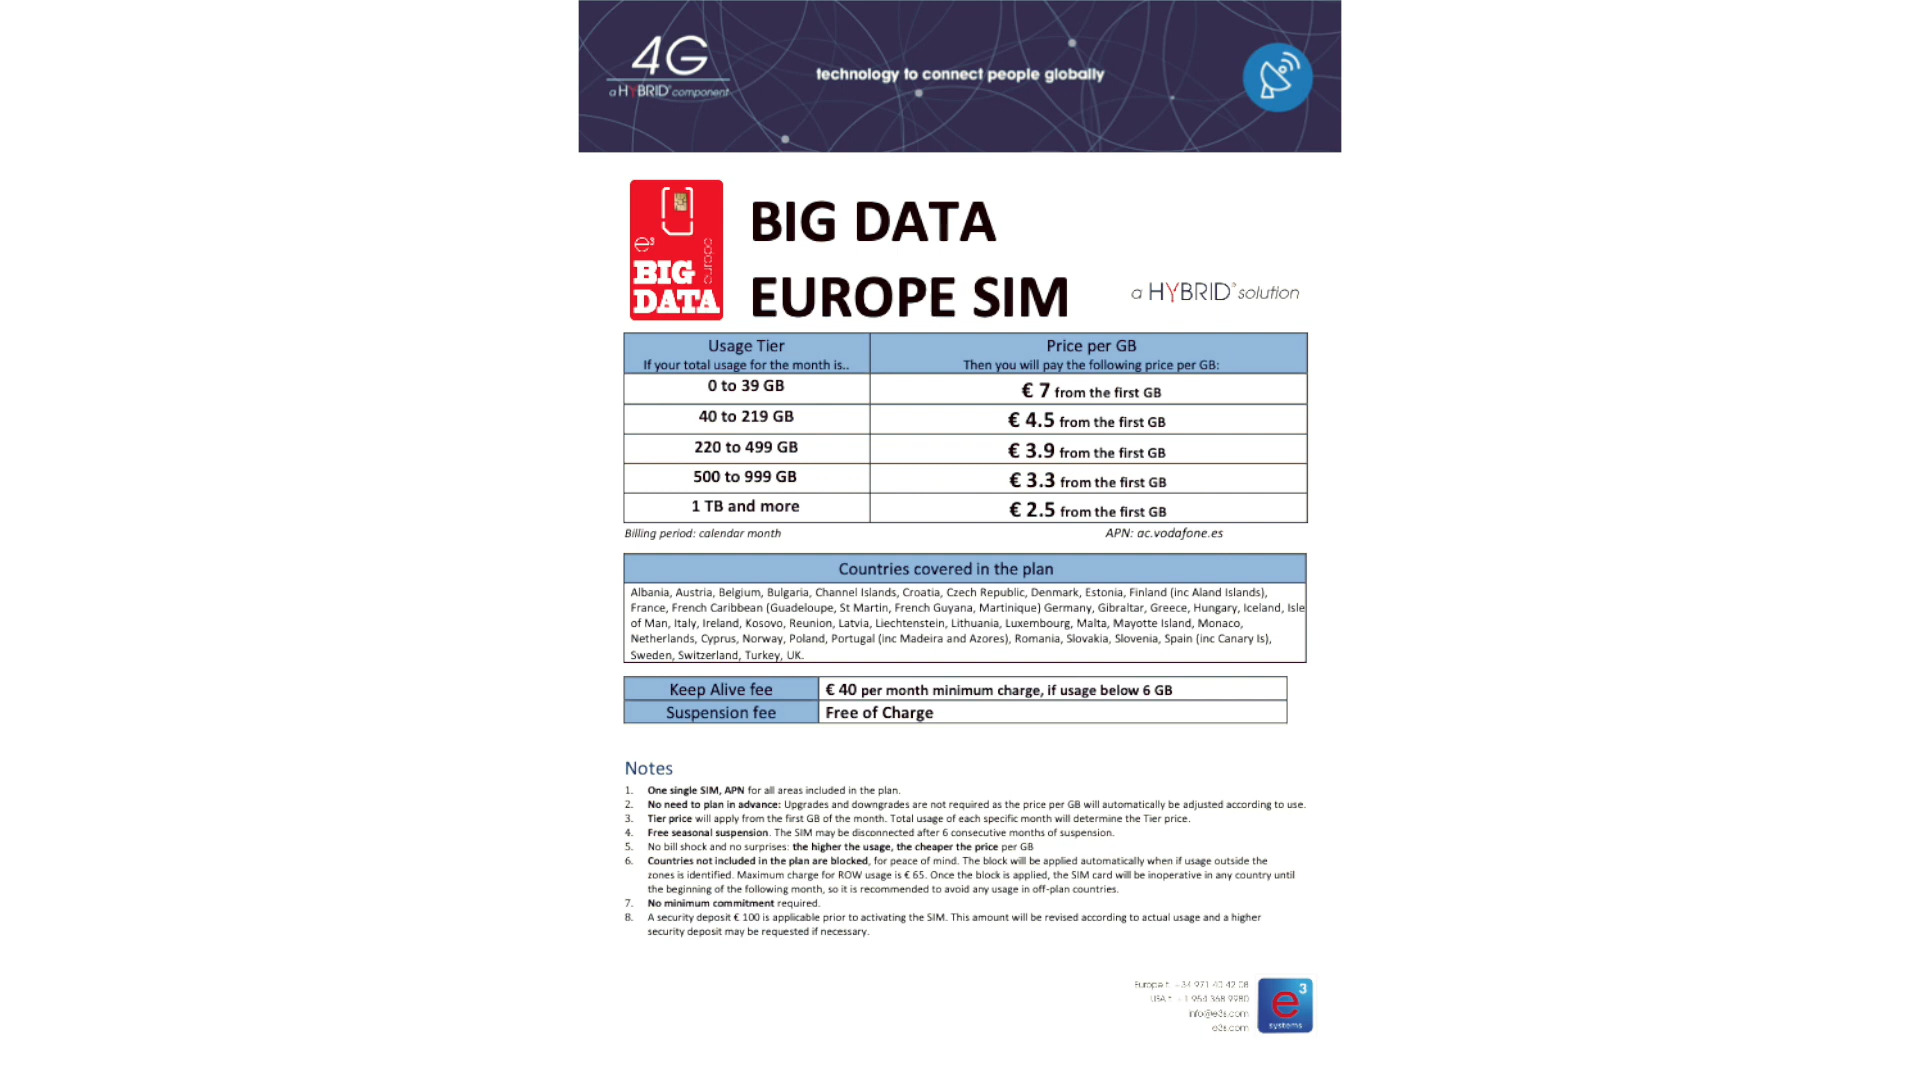 4G
a HYBRID® component
technology to connect people globally
e³
europe
BIG
DATA
BIG DATA
EUROPE SIM
a HYBRID® solution
Usage Tier
If your total usage for the month is..
Price per GB
Then you will pay the following price per GB:
0 to 39 GB
€ 7 from the first GB
40 to 219 GB
€ 4.5 from the first GB
220 to 499 GB
€ 3.9 from the first GB
500 to 999 GB
€ 3.3 from the first GB
1 TB and more
€ 2.5 from the first GB
Billing period: calendar month
APN: ac.vodafone.es
Countries covered in the plan
Albania, Austria, Belgium, Bulgaria, Channel Islands, Croatia, Czech Republic, Denmark, Estonia, Finland (inc Aland Islands),
France, French Caribbean (Guadeloupe, St Martin, French Guyana, Martinique) Germany, Gibraltar, Greece, Hungary, Iceland, Isle
of Man, Italy, Ireland, Kosovo, Reunion, Latvia, Liechtenstein, Lithuania, Luxembourg, Malta, Mayotte Island, Monaco,
Netherlands, Cyprus, Norway, Poland, Portugal (inc Madeira and Azores), Romania, Slovakia, Slovenia, Spain (inc Canary Is),
Sweden, Switzerland, Turkey, UK.
Keep Alive fee
€ 40 per month minimum charge, if usage below 6 GB
Suspension fee
Free of Charge
Notes
1. One single SIM, APN for all areas included in the plan.
2. No need to plan in advance: Upgrades and downgrades are not required as the price per GB will automatically be adjusted according to use.
3. Tier price will apply from the first GB of the month. Total usage of each specific month will determine the Tier price.
4. Free seasonal suspension. The SIM may be disconnected after 6 consecutive months of suspension.
5. No bill shock and no surprises: the higher the usage, the cheaper the price per GB
6. Countries not included in the plan are blocked, for peace of mind. The block will be applied automatically when if usage outside the
zones is identified. Maximum charge for ROW usage is € 65. Once the block is applied, the SIM card will be inoperative in any country until
the beginning of the following month, so it is recommended to avoid any usage in off-plan countries.
7. No minimum commitment required.
8. A security deposit € 100 is applicable prior to activating the SIM. This amount will be revised according to actual usage and a higher
security deposit may be requested if necessary.
Europe t: +34 971 40 42 08
USA t: +1 954 368 9980
info@e3s.com
e3s.com
e³
systems